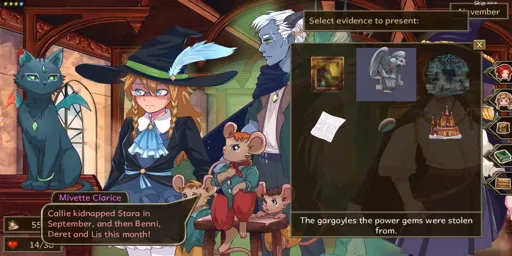 Skip >>>
Select evidence to present:
November
X
Mivette Clarice
Callie kidnapped Stara in
September, and then Benni,
Deret and Lis this month!
55
14/30
The gargoyles the power gems were stolen
from.